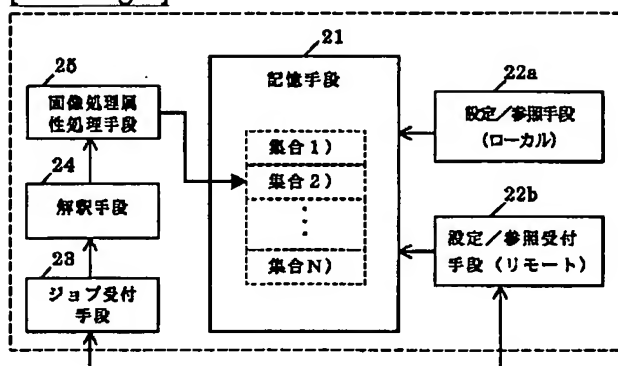 21
25
画像処理属
性処理手段
24
解釈手段
23
ジョブ受付
手段
記憶手段
集合1)
集合2)
集合N)
22a
設定/参照手段
(ローカル)
22b
設定/参照受付
手段(リモート)